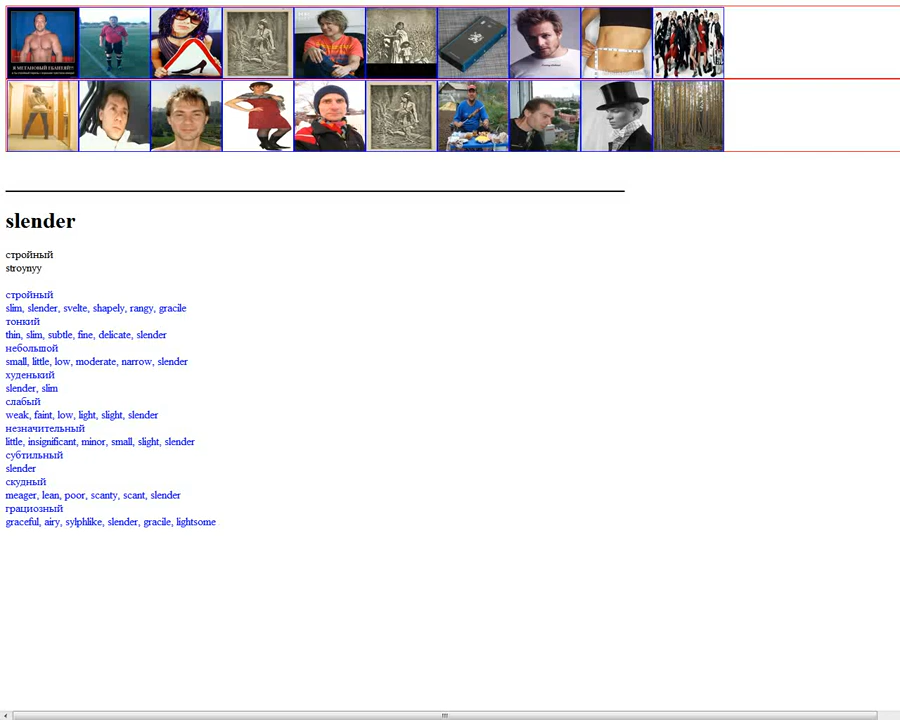 slender
стройный
stroynyy
стройный
slim, slender, svelte, shapely, rangy, gracile
тонкий
thin, slim, subtle, fine, delicate, slender
небольшой
small, little, low, moderate, narrow, slender
худенький
slender, slim
слабый
weak, faint, low, light, slight, slender
незначительный
little, insignificant, minor, small, slight, slender
субтильный
slender
скудный
meager, lean, poor, scanty, scant, slender
грациозный
graceful, airy, sylphlike, slender, gracile, lightsome